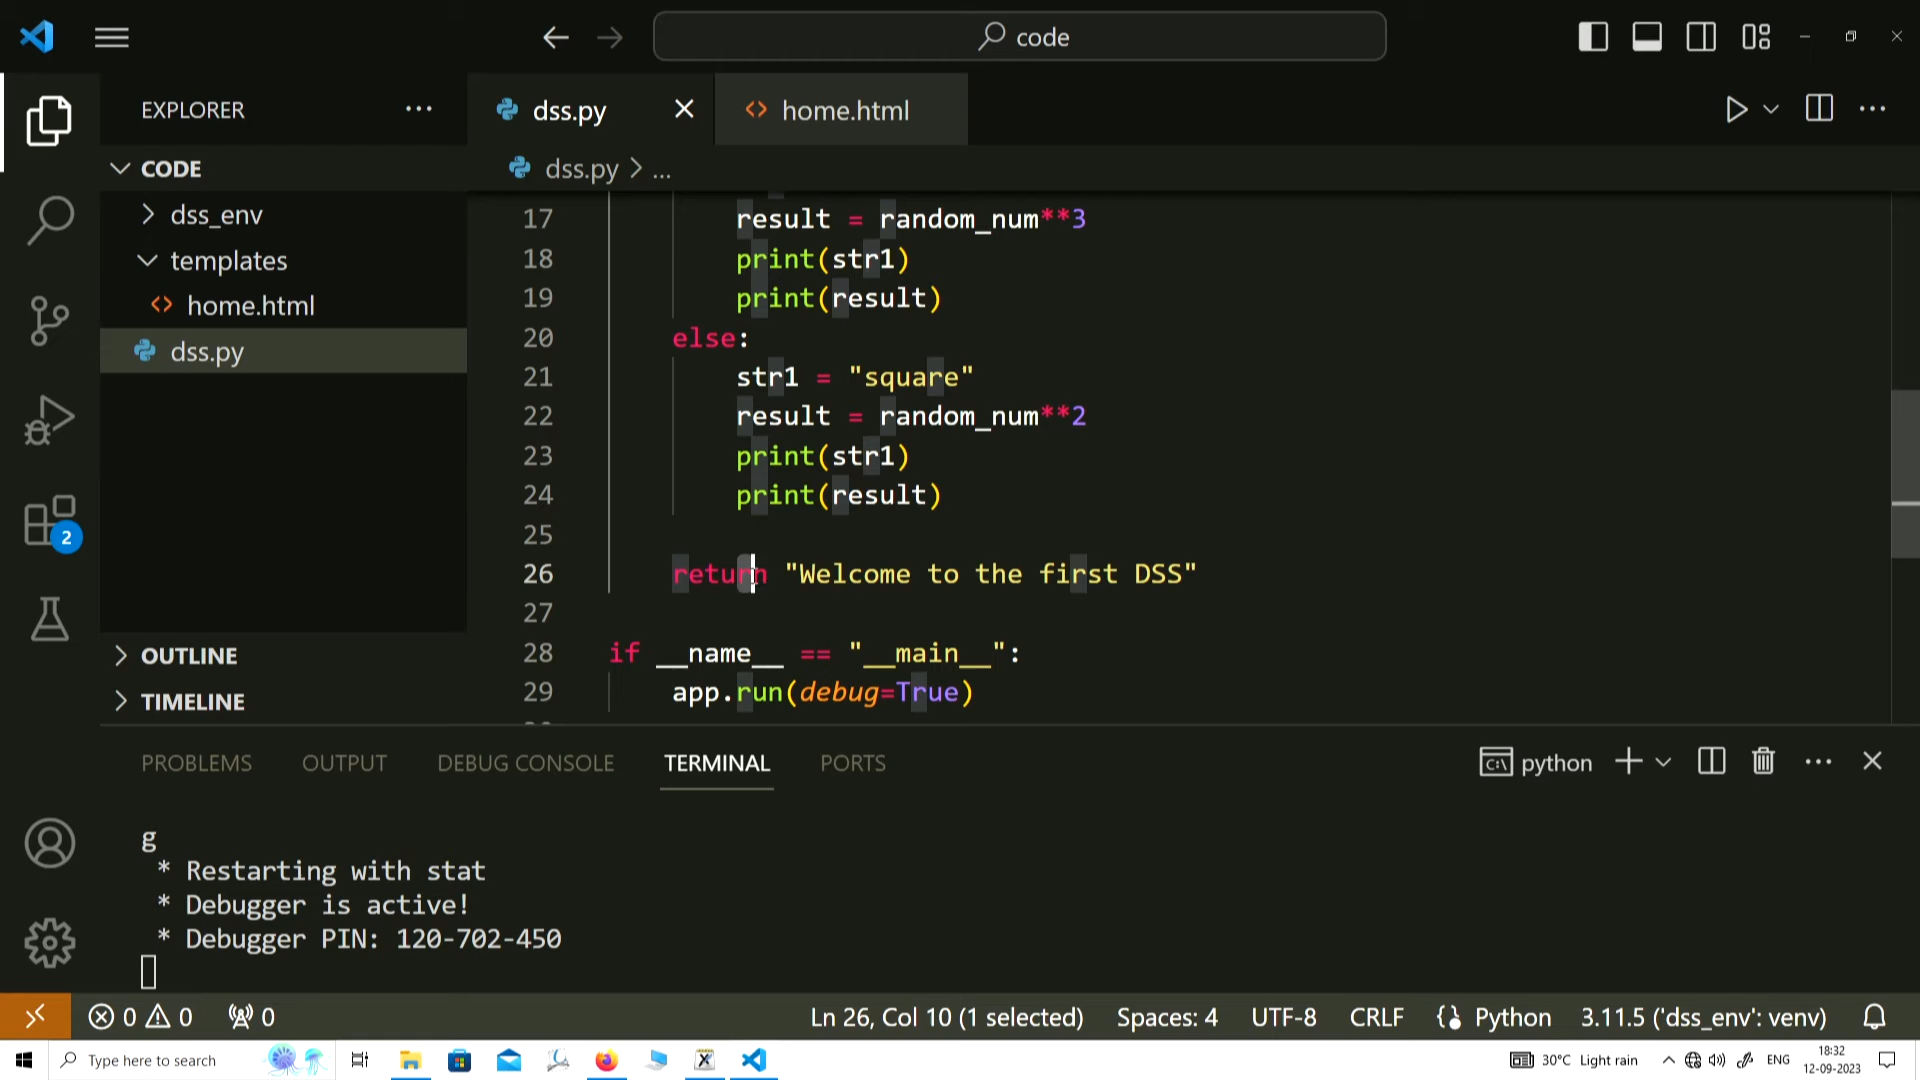 code
EXPLORER
dss.py
home.html
CODE
dss.py > ...
dss_env
templates
home.html
dss.py
OUTLINE
TIMELINE
17 result = random_num**3
18 print(str1)
19 print(result)
20 else:
21 str1 = "square"
22 result = random_num**2
23 print(str1)
24 print(result)
25
26 return "Welcome to the first DSS"
27
28 if __name__ == "__main__":
29 app.run(debug=True)
2
PROBLEMS OUTPUT DEBUG CONSOLE TERMINAL PORTS
python
g
* Restarting with stat
* Debugger is active!
* Debugger PIN: 120-702-450
0 0 0 Ln 26, Col 10 (1 selected) Spaces: 4 UTF-8 CRLF Python 3.11.5 ('dss_env': venv)
Type here to search
30°C Light rain
ENG
18:32
12-09-2023